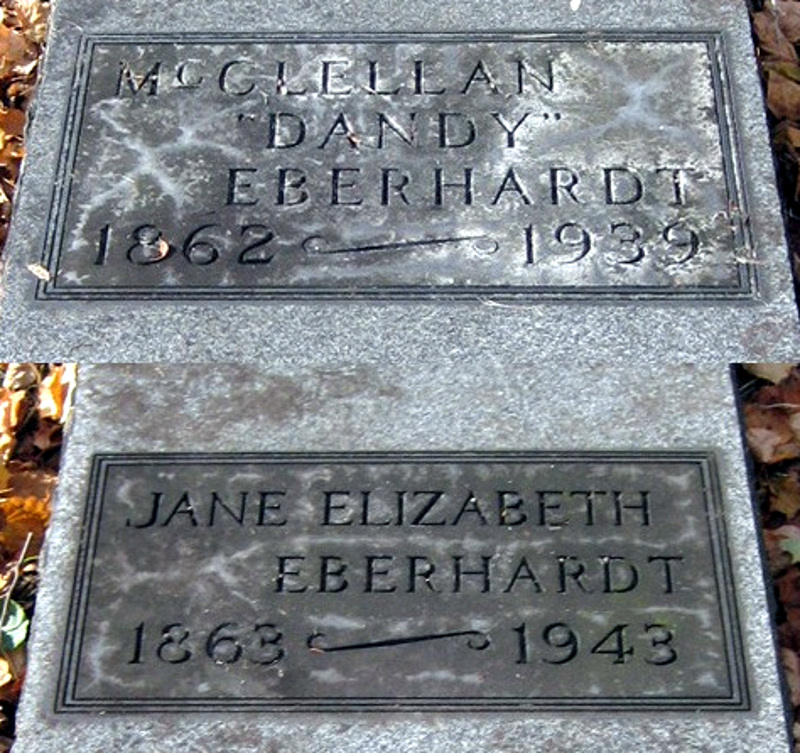 McCLELLAN
"DANDY"
EBERHARDT
1862 1939
JANE ELIZABETH
EBERHARDT
1863 1943